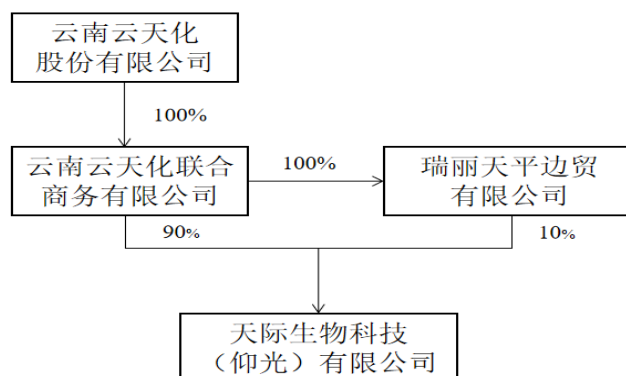 云南云天化
股份有限公司
100%
云南云天化联合
商务有限公司
100%
瑞丽天平边贸
有限公司
90%
10%
天际生物科技
（仰光）有限公司